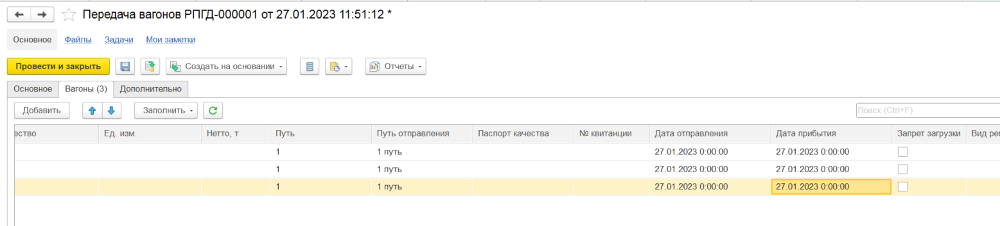 Передача вагонов РПГД-000001 от 27.01.2023 11:51:12 *
Основное Файлы Задачи Мои заметки
Провести и закрыть Создать на основании Отчеты
Основное Вагоны (3) Дополнительно
Добавить Заполнить Поиск (Ctrl+F)
ество Ед. изм. Нетто, т Путь Путь отправления Паспорт качества № квитанции Дата отправления Дата прибытия Запрет загрузки Вид ре
1 1 путь 27.01.2023 0:00:00 27.01.2023 0:00:00
1 1 путь 27.01.2023 0:00:00 27.01.2023 0:00:00
1 1 путь 27.01.2023 0:00:00 27.01.2023 0:00:00